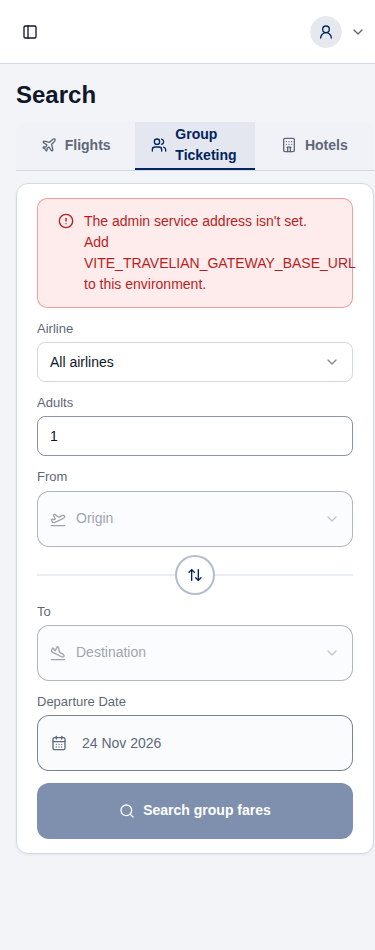 Search
Flights
Group
Ticketing
Hotels
The admin service address isn't set.
Add
VITE_TRAVELIAN_GATEWAY_BASE_URL
to this environment.
Airline
All airlines
Adults
1
From
Origin
To
Destination
Departure Date
24 Nov 2026
Search group fares